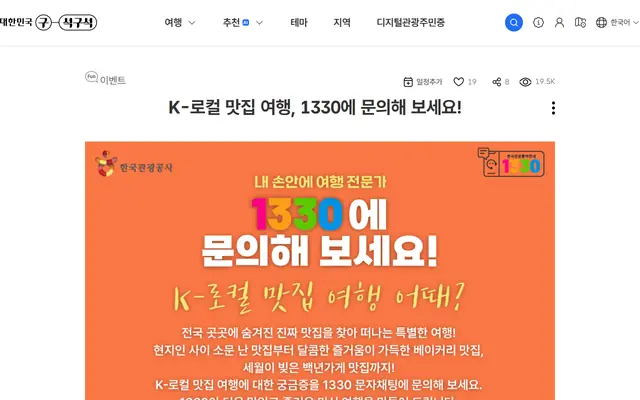 대한민국 구석구석
여행 추천 AI 테마 지역 디지털관광주민증
한국어
Fun 이벤트
일정추가 19 8 19.5K
K-로컬 맛집 여행, 1330에 문의해 보세요!
한국관광공사
1330
내 손안에 여행 전문가
1330에
문의해 보세요!
K-로컬 맛집 여행 어때?
전국 곳곳에 숨겨진 진짜 맛집을 찾아 떠나는 특별한 여행!
현지인 사이 소문 난 맛집부터 달콤한 즐거움이 가득한 베이커리 맛집,
세월이 빚은 백년가게 맛집까지!
K-로컬 맛집 여행에 대한 궁금증을 1330 문자채팅에 문의해 보세요.